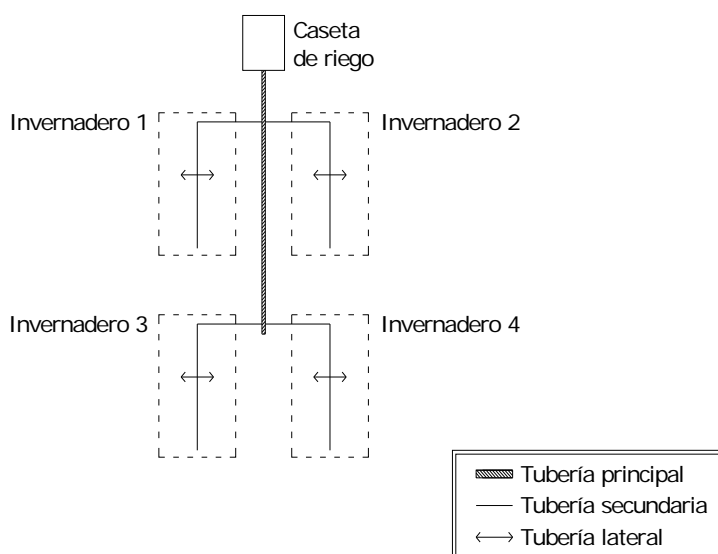 Caseta
de riego
Invernadero 1
Invernadero 2
Invernadero 3
Invernadero 4
Tubería principal
Tubería secundaria
Tubería lateral